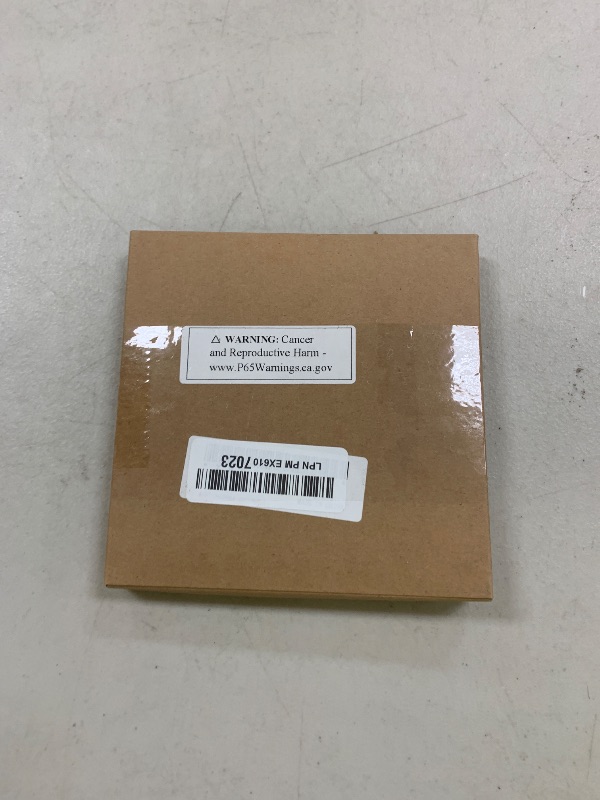 ⚠ WARNING: Cancer
and Reproductive Harm -
www.P65Warnings.ca.gov
LPN PM EX610 7023